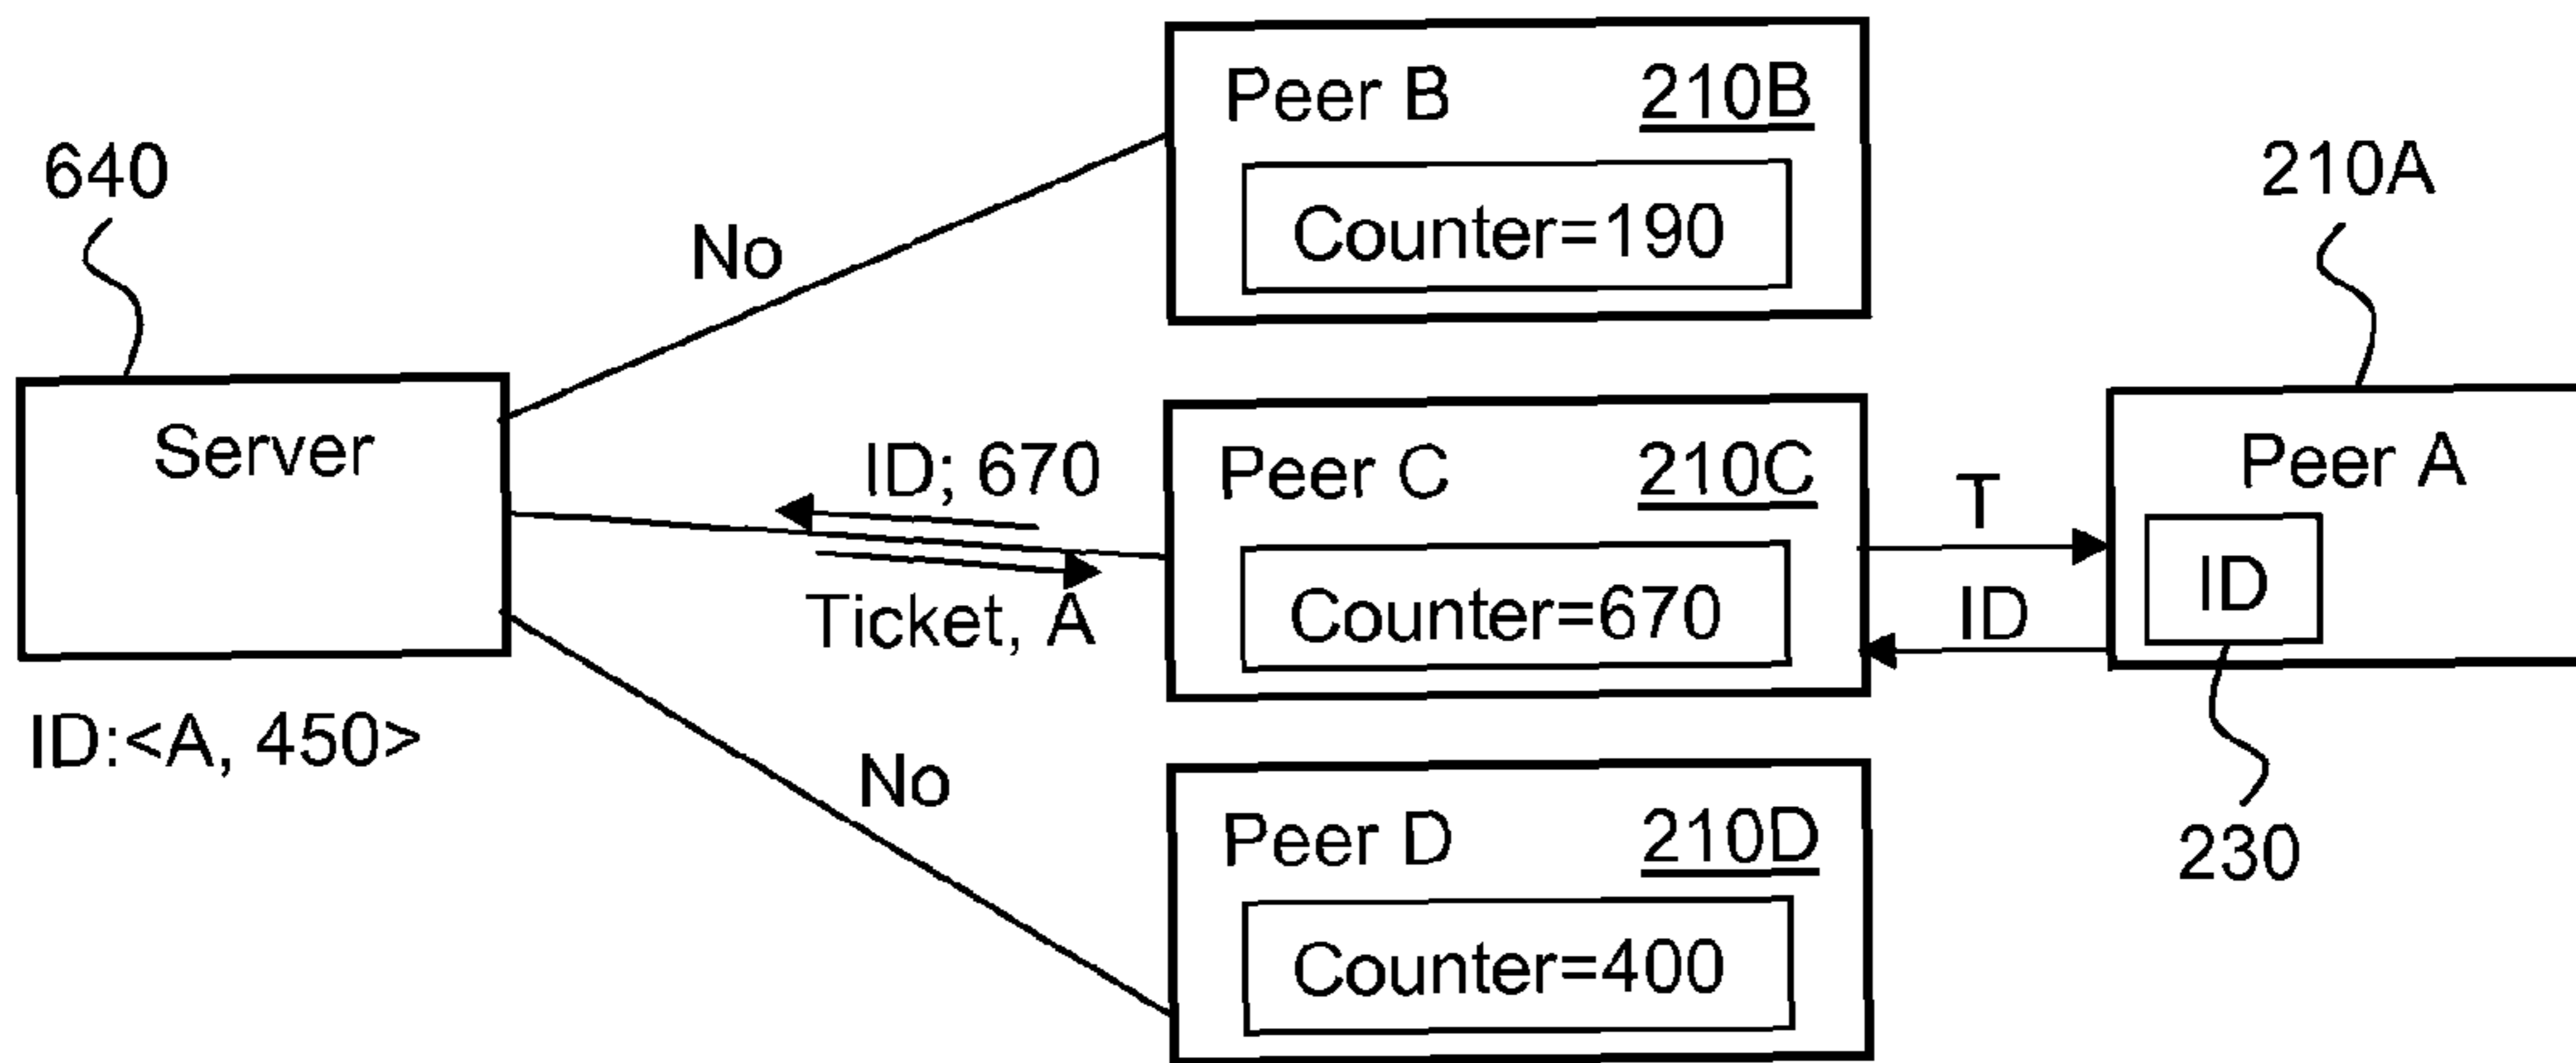 640
Server
ID:<A, 450>
No
ID; 670
Ticket, A
No
Peer B 210B
Counter=190
Peer C 210C
Counter=670
Peer D 210D
Counter=400
T
ID
210A
Peer A
ID
230